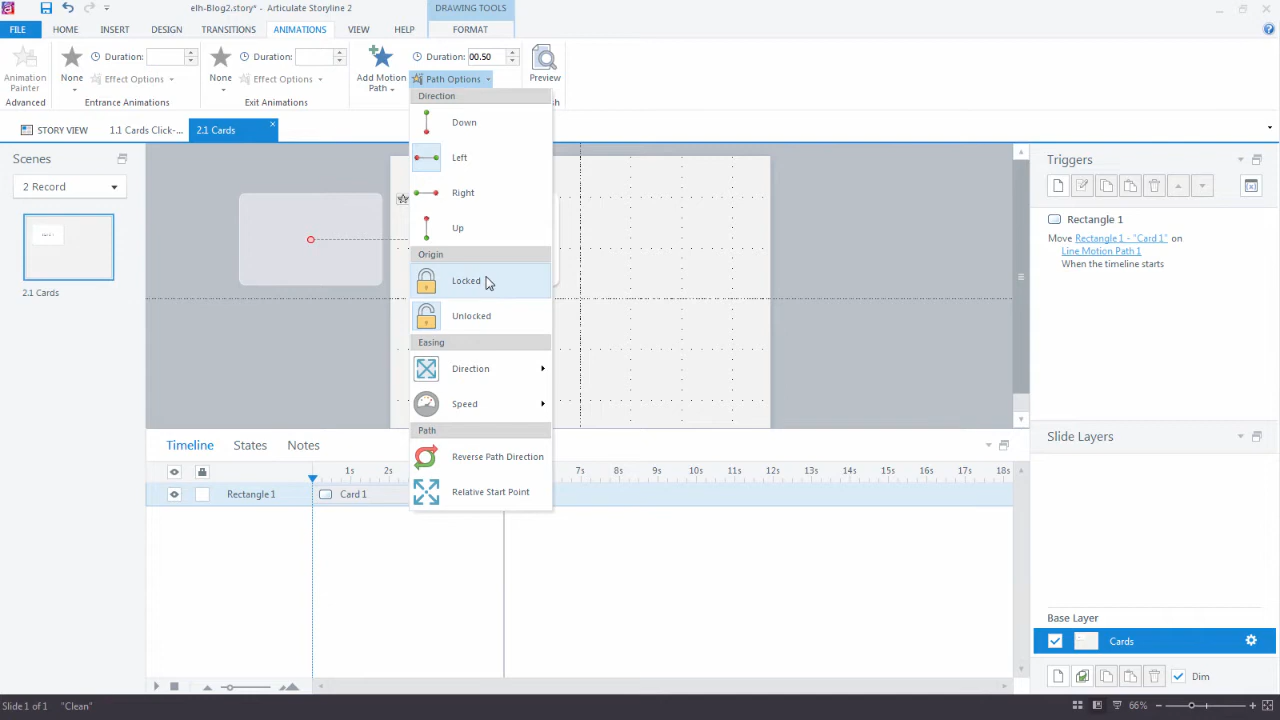 elh-Blog2.story* - Articulate Storyline 2
DRAWING TOOLS
FILE HOME INSERT DESIGN TRANSITIONS ANIMATIONS VIEW HELP FORMAT
Animation Painter
Advanced
None
Duration:
Effect Options
Entrance Animations
None
Duration:
Effect Options
Exit Animations
Add Motion Path
Duration: 00.50
Path Options
Preview
STORY VIEW 1.1 Cards Click-... 2.1 Cards
Scenes
2 Record
2.1 Cards
Direction
Down
Left
Right
Up
Origin
Locked
Unlocked
Easing
Direction
Speed
Path
Reverse Path Direction
Relative Start Point
Timeline States Notes
1s 2s 7s 8s 9s 10s 11s 12s 13s 14s 15s 16s 17s 18s
Rectangle 1 Card 1
Triggers
Rectangle 1
Move Rectangle 1 - "Card 1" on
Line Motion Path 1
When the timeline starts
Slide Layers
Base Layer
Cards
Dim
Slide 1 of 1 "Clean" 66%